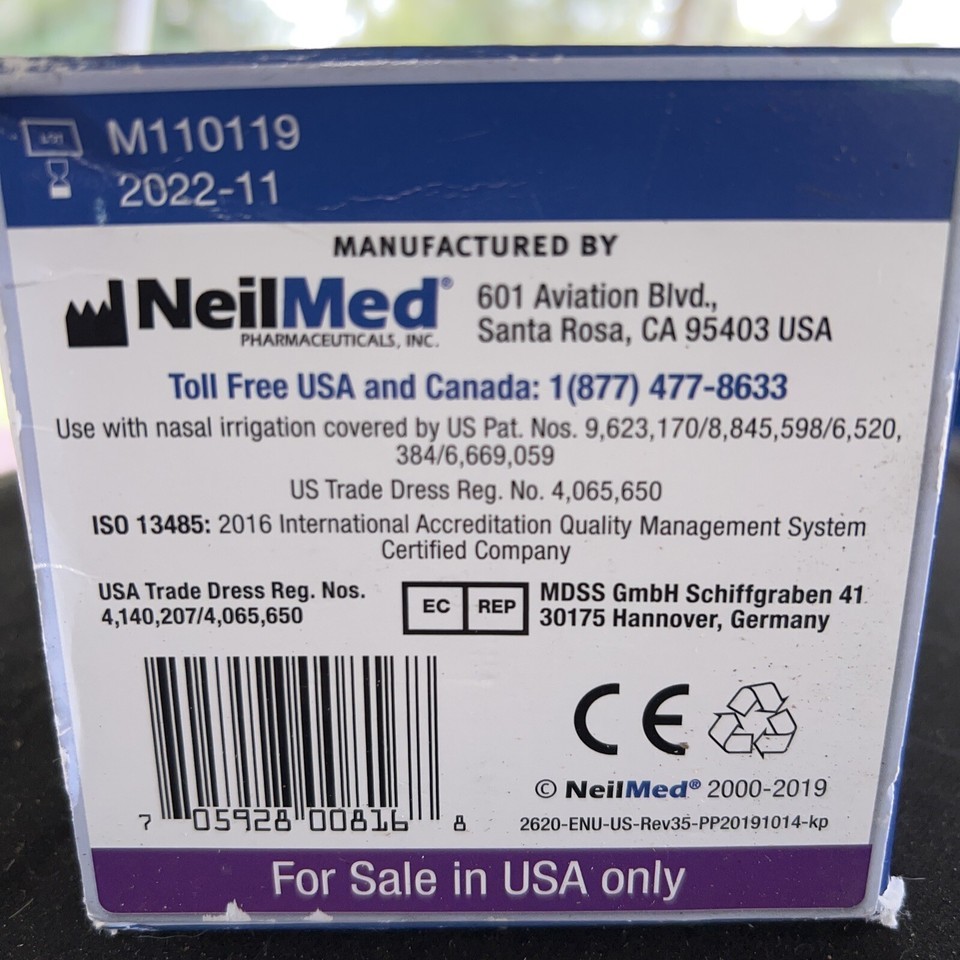 LOT M110119
2022-11
MANUFACTURED BY
NeilMed®
PHARMACEUTICALS, INC.
601 Aviation Blvd.,
Santa Rosa, CA 95403 USA
Toll Free USA and Canada: 1(877) 477-8633
Use with nasal irrigation covered by US Pat. Nos. 9,623,170/8,845,598/6,520,
384/6,669,059
US Trade Dress Reg. No. 4,065,650
ISO 13485: 2016 International Accreditation Quality Management System
Certified Company
USA Trade Dress Reg. Nos.
4,140,207/4,065,650
EC REP
MDSS GmbH Schiffgraben 41
30175 Hannover, Germany
7 05928 00816 8
CE
© NeilMed® 2000-2019
2620-ENU-US-Rev35-PP20191014-kp
For Sale in USA only